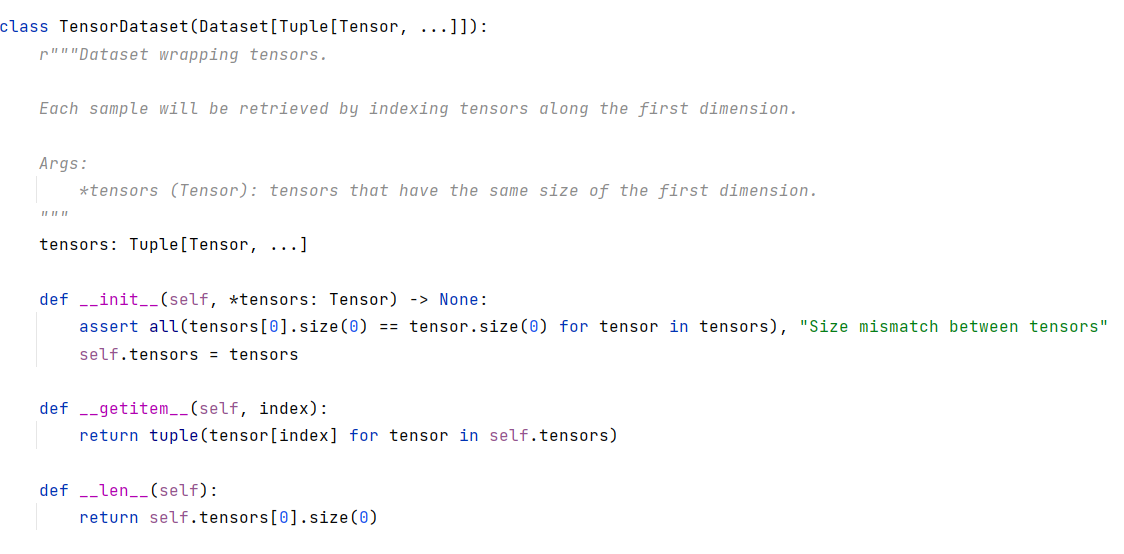 class TensorDataset(Dataset[Tuple[Tensor, ...]]):
    r"""Dataset wrapping tensors.

    Each sample will be retrieved by indexing tensors along the first dimension.

    Args:
        *tensors (Tensor): tensors that have the same size of the first dimension.
    """
    tensors: Tuple[Tensor, ...]

    def __init__(self, *tensors: Tensor) -> None:
        assert all(tensors[0].size(0) == tensor.size(0) for tensor in tensors), "Size mismatch between tensors"
        self.tensors = tensors

    def __getitem__(self, index):
        return tuple(tensor[index] for tensor in self.tensors)

    def __len__(self):
        return self.tensors[0].size(0)